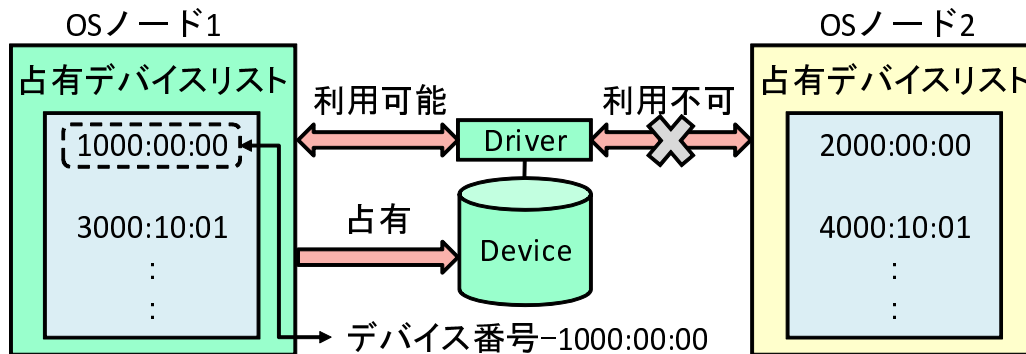 OSノード1
占有デバイスリスト
1000:00:00
3000:10:01
:
:
利用可能
Driver
利用不可
占有
Device
デバイス番号-1000:00:00
OSノード2
占有デバイスリスト
2000:00:00
4000:10:01
:
: